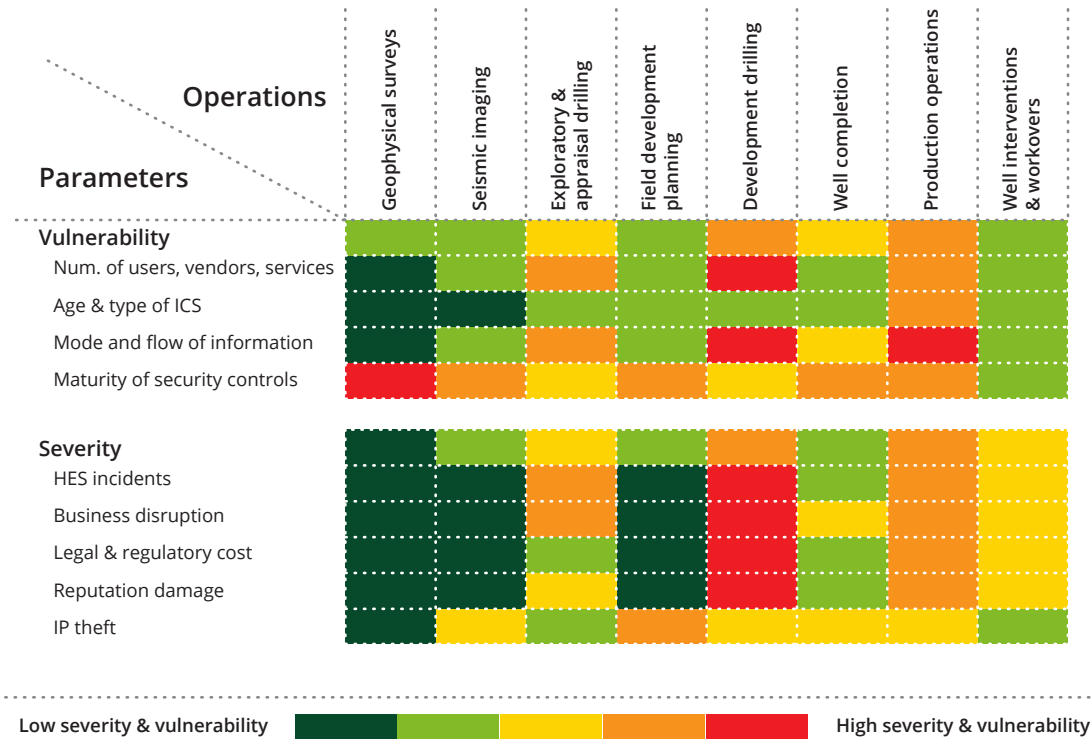 Operations
Parameters
Geophysical surveys
Seismic imaging
Exploratory &
appraisal drilling
Field development
planning
Development drilling
Well completion
Production operations
Well interventions
& workovers
Vulnerability
Num. of users, vendors, services
Age & type of ICS
Mode and flow of information
Maturity of security controls
Severity
HES incidents
Business disruption
Legal & regulatory cost
Reputation damage
IP theft
Low severity & vulnerability
High severity & vulnerability